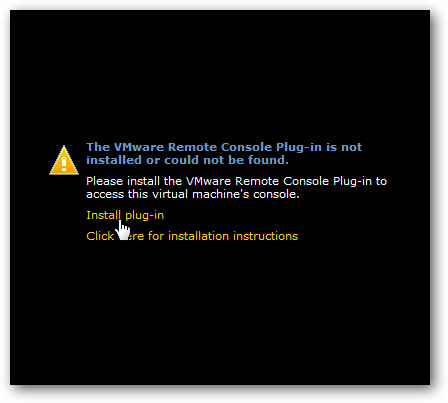 The VMware Remote Console Plug-in is not
installed or could not be found.
Please install the VMware Remote Console Plug-in to
access this virtual machine's console.
Install plug-in
Click here for installation instructions